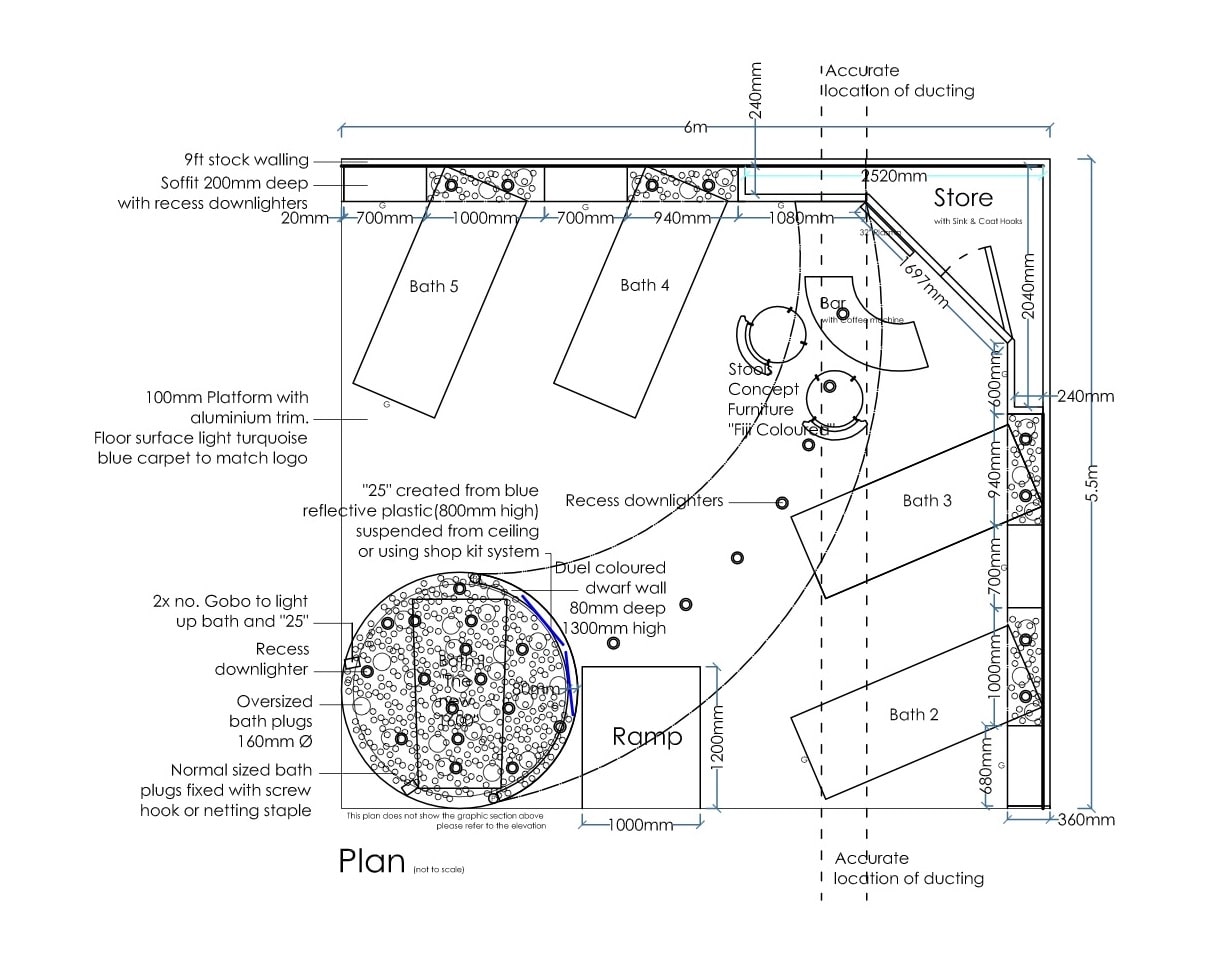 Accurate
location of ducting
240mm
6m
9ft stock walling
Soffit 200mm deep
with recess downlighters
2520mm
Store
with Sink & Coat Hooks
20mm
700mm
1000mm
700mm
940mm
1080mm
G
G
32" Plasma
1697mm
2040mm
Bath 5
Bath 4
Bar
with Coffee machine
Stools
Concept
Furniture
"Fiji Coloured"
600mm
G
240mm
G
100mm Platform with
aluminium trim.
Floor surface light turquoise
blue carpet to match logo
940mm
5.5m
"25" created from blue
reflective plastic(800mm high)
suspended from ceiling
or using shop kit system
Recess downlighters
Bath 3
700mm
G
Duel coloured
dwarf wall
80mm deep
1300mm high
2x no. Gobo to light
up bath and "25"
Recess
downlighter
Oversized
bath plugs
160mm Ø
Normal sized bath
plugs fixed with screw
hook or netting staple
The
new
80mm
Ramp
1200mm
1000mm
Bath 2
G
1000mm
G
680mm
360mm
1000mm
This plan does not show the graphic section above
please refer to the elevation
Plan (not to scale)
Accurate
location of ducting